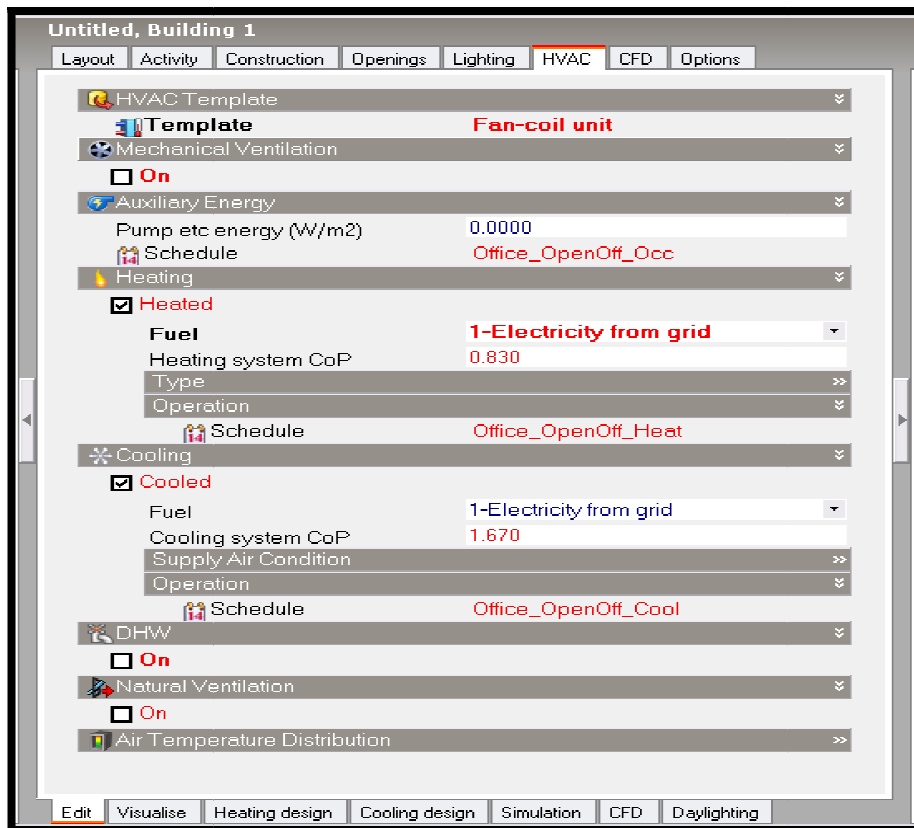 Untitled, Building 1
Layout Activity Construction Openings Lighting HVAC CFD Options
HVAC Template
Template Fan-coil unit
Mechanical Ventilation
On
Auxiliary Energy
Pump etc energy (W/m2) 0.0000
14 Schedule Office_OpenOff_Occ
Heating
Heated
Fuel 1-Electricity from grid
Heating system CoP 0.830
Type
Operation
14 Schedule Office_OpenOff_Heat
Cooling
Cooled
Fuel 1-Electricity from grid
Cooling system CoP 1.670
Supply Air Condition
Operation
14 Schedule Office_OpenOff_Cool
DHW
On
Natural Ventilation
On
Air Temperature Distribution
Edit Visualise Heating design Cooling design Simulation CFD Daylighting